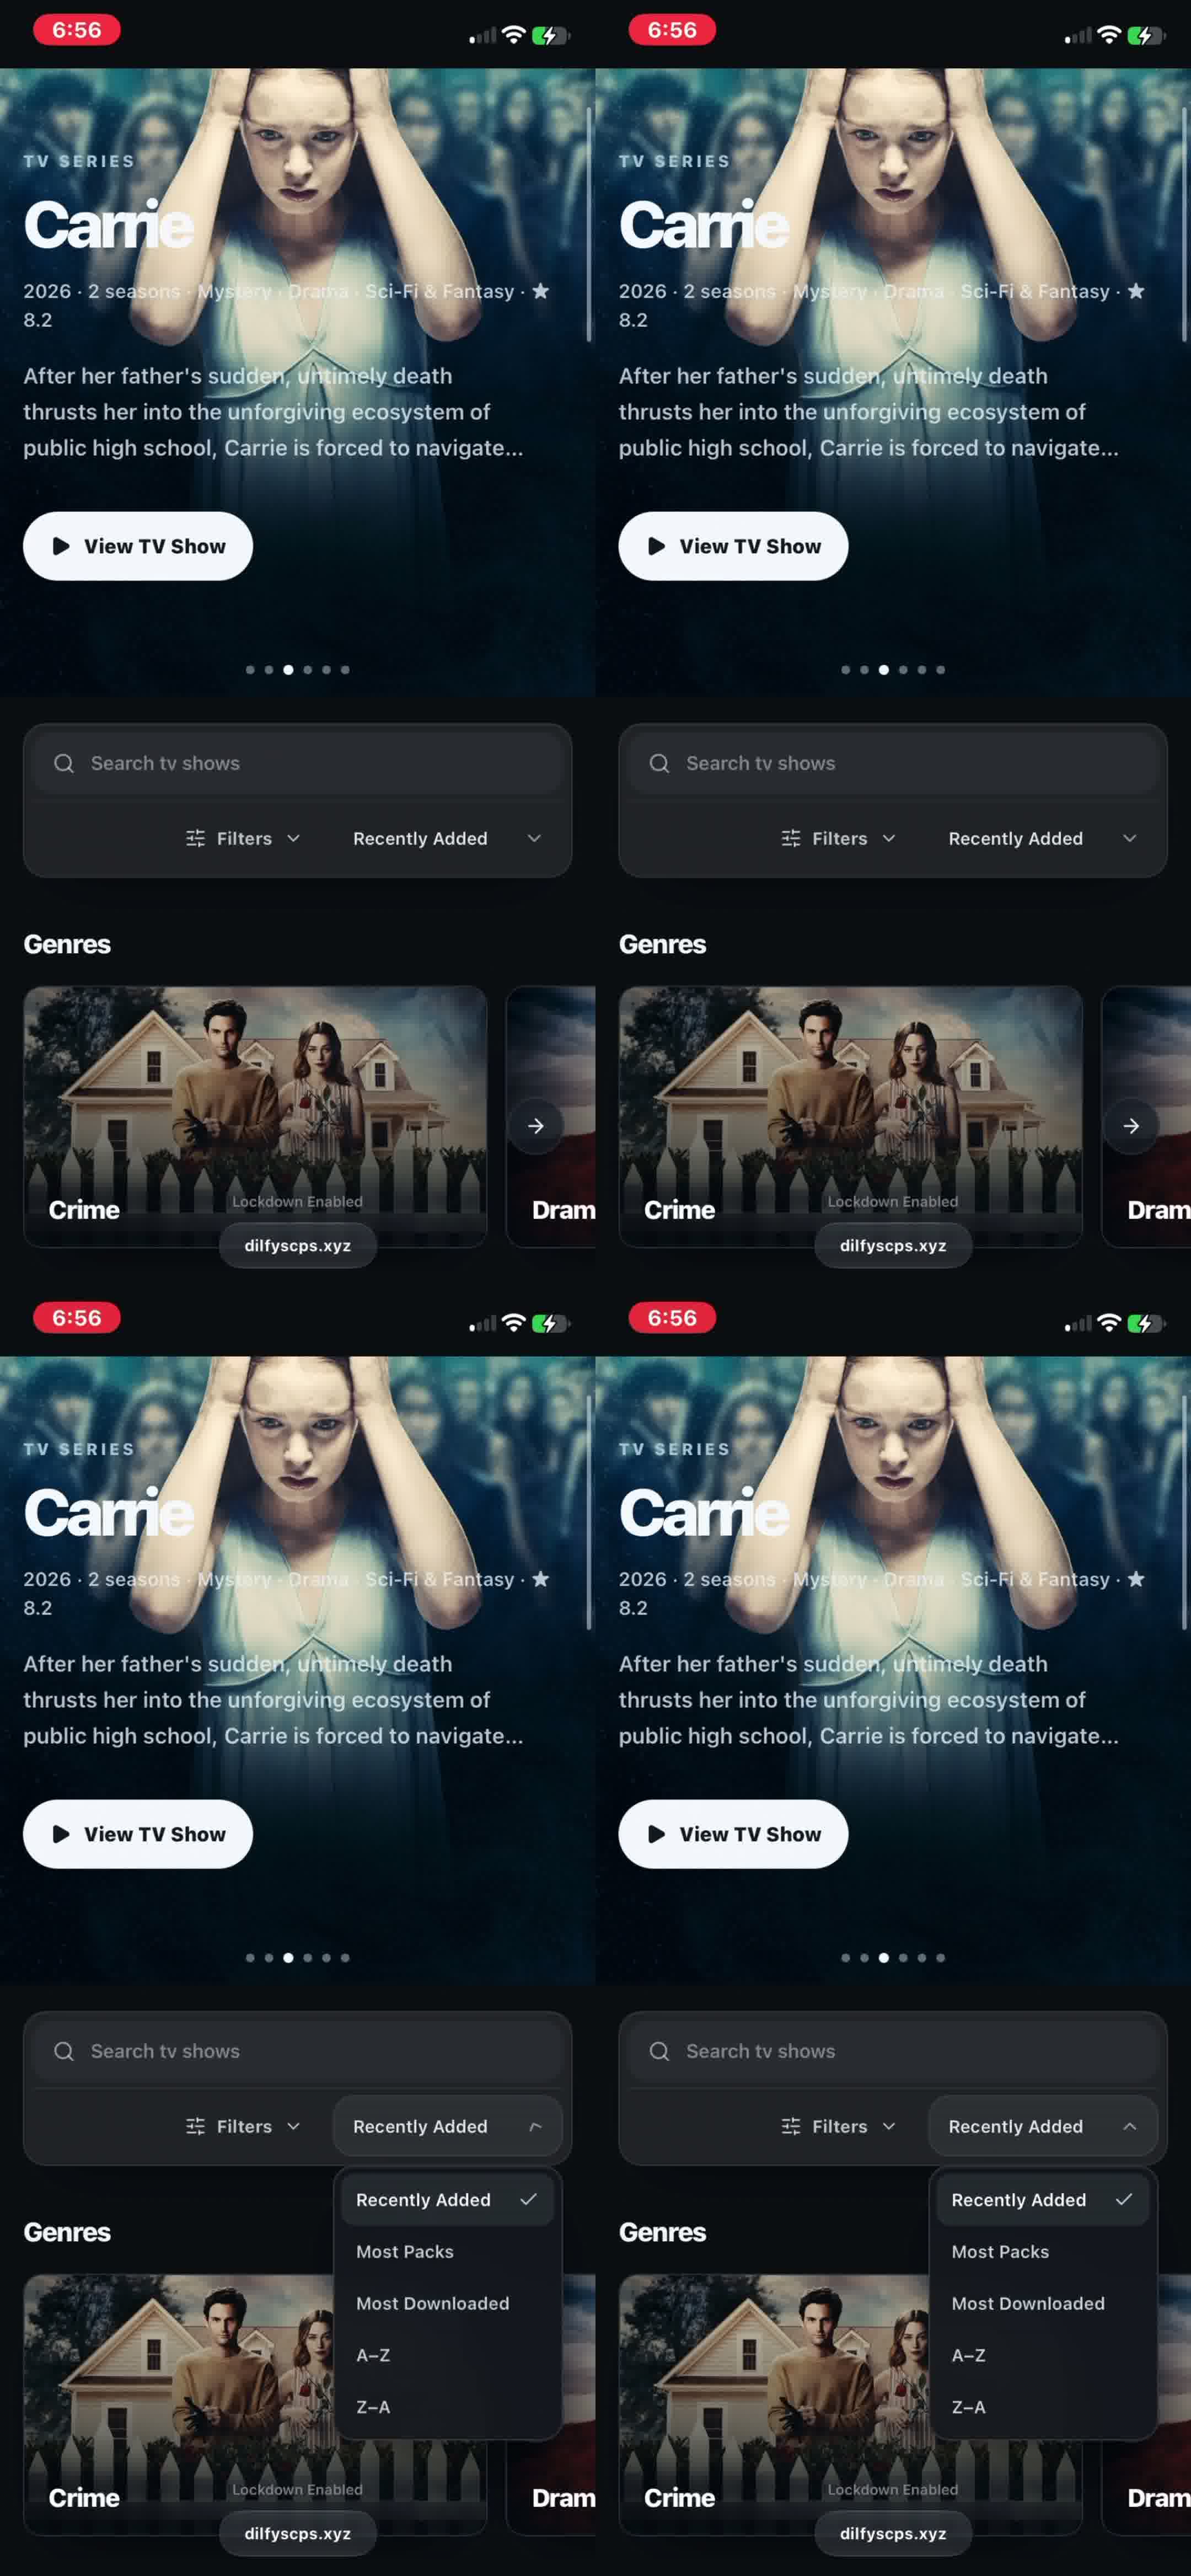 6:56
TV SERIES
Carrie
2026 · 2 seasons · Mystery · Drama · Sci-Fi & Fantasy · ★
8.2
After her father's sudden, untimely death
thrusts her into the unforgiving ecosystem of
public high school, Carrie is forced to navigate...
View TV Show
Search tv shows
Filters
Recently Added
Genres
Crime
Dram
Lockdown Enabled
dilfyscps.xyz
6:56
TV SERIES
Carrie
2026 · 2 seasons · Mystery · Drama · Sci-Fi & Fantasy · ★
8.2
After her father's sudden, untimely death
thrusts her into the unforgiving ecosystem of
public high school, Carrie is forced to navigate...
View TV Show
Search tv shows
Filters
Recently Added
Genres
Crime
Dram
Lockdown Enabled
dilfyscps.xyz
6:56
TV SERIES
Carrie
2026 · 2 seasons · Mystery · Drama · Sci-Fi & Fantasy · ★
8.2
After her father's sudden, untimely death
thrusts her into the unforgiving ecosystem of
public high school, Carrie is forced to navigate...
View TV Show
Search tv shows
Filters
Recently Added
Recently Added
Most Packs
Most Downloaded
A–Z
Z–A
Genres
Crime
Dram
Lockdown Enabled
dilfyscps.xyz
6:56
TV SERIES
Carrie
2026 · 2 seasons · Mystery · Drama · Sci-Fi & Fantasy · ★
8.2
After her father's sudden, untimely death
thrusts her into the unforgiving ecosystem of
public high school, Carrie is forced to navigate...
View TV Show
Search tv shows
Filters
Recently Added
Recently Added
Most Packs
Most Downloaded
A–Z
Z–A
Genres
Crime
Dram
Lockdown Enabled
dilfyscps.xyz